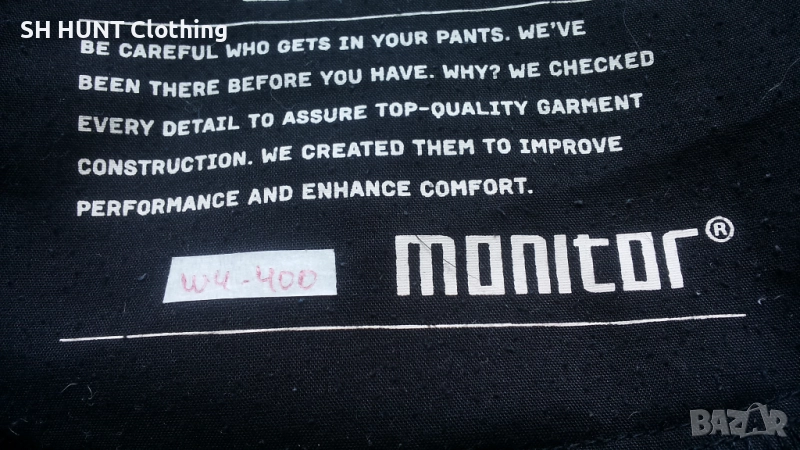 SH HUNT Clothing
BE CAREFUL WHO GETS IN YOUR PANTS. WE'VE
BEEN THERE BEFORE YOU HAVE. WHY? WE CHECKED
EVERY DETAIL TO ASSURE TOP-QUALITY GARMENT
CONSTRUCTION. WE CREATED THEM TO IMPROVE
PERFORMANCE AND ENHANCE COMFORT.
W4-400
monitor®
BAZAR